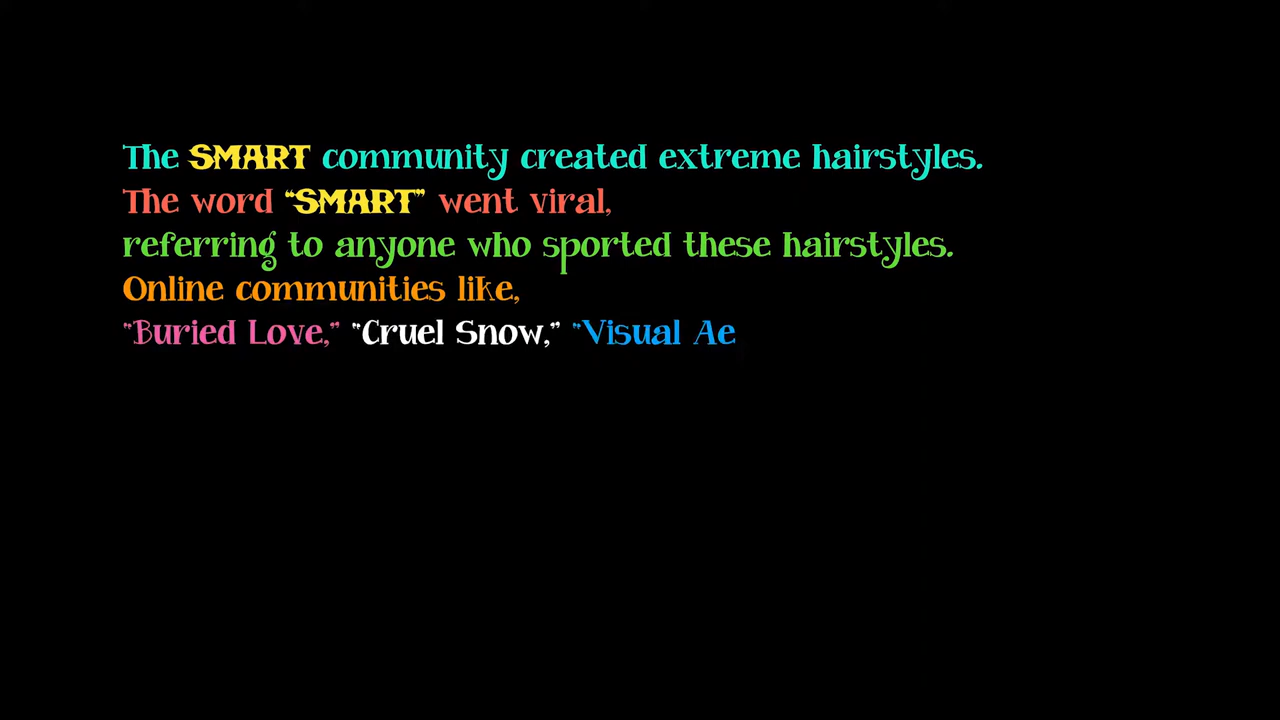 The SMART community created extreme hairstyles.
The word “SMART” went viral,
referring to anyone who sported these hairstyles.
Online communities like,
“Buried Love,” “Cruel Snow,” “Visual Ae